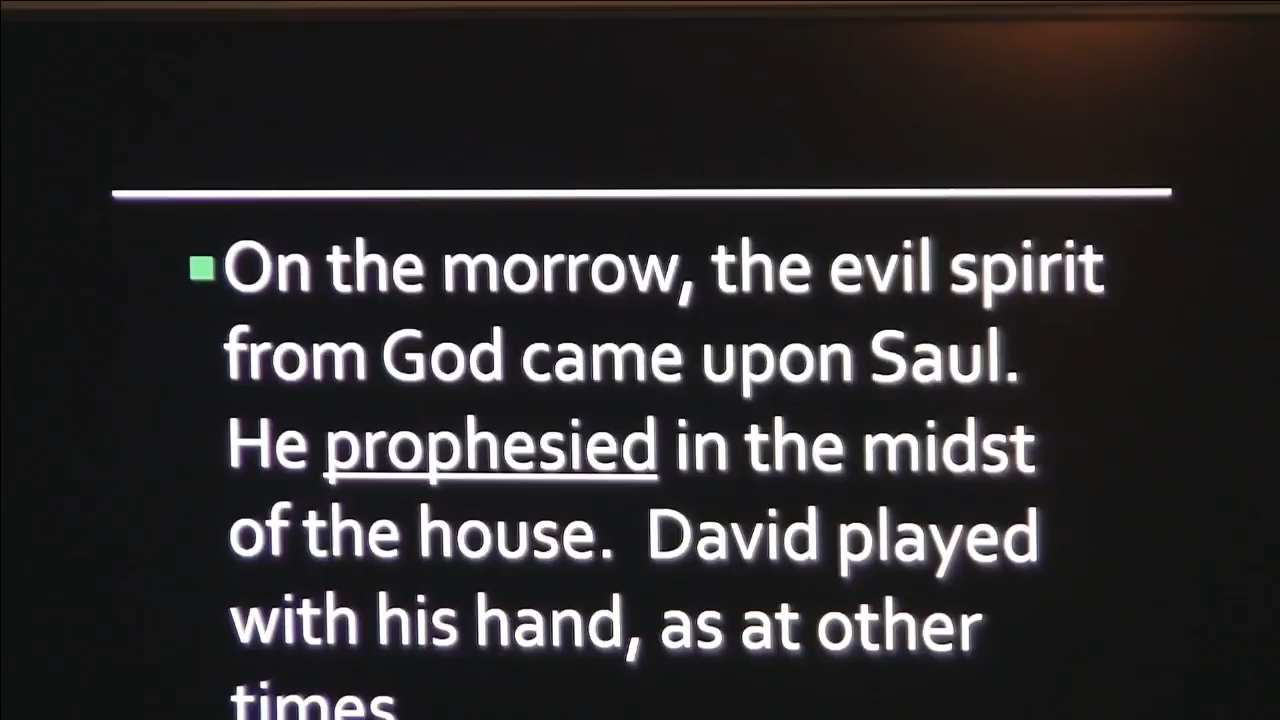 On the morrow, the evil spirit
from God came upon Saul.
He prophesied in the midst
of the house.  David played
with his hand, as at other
times